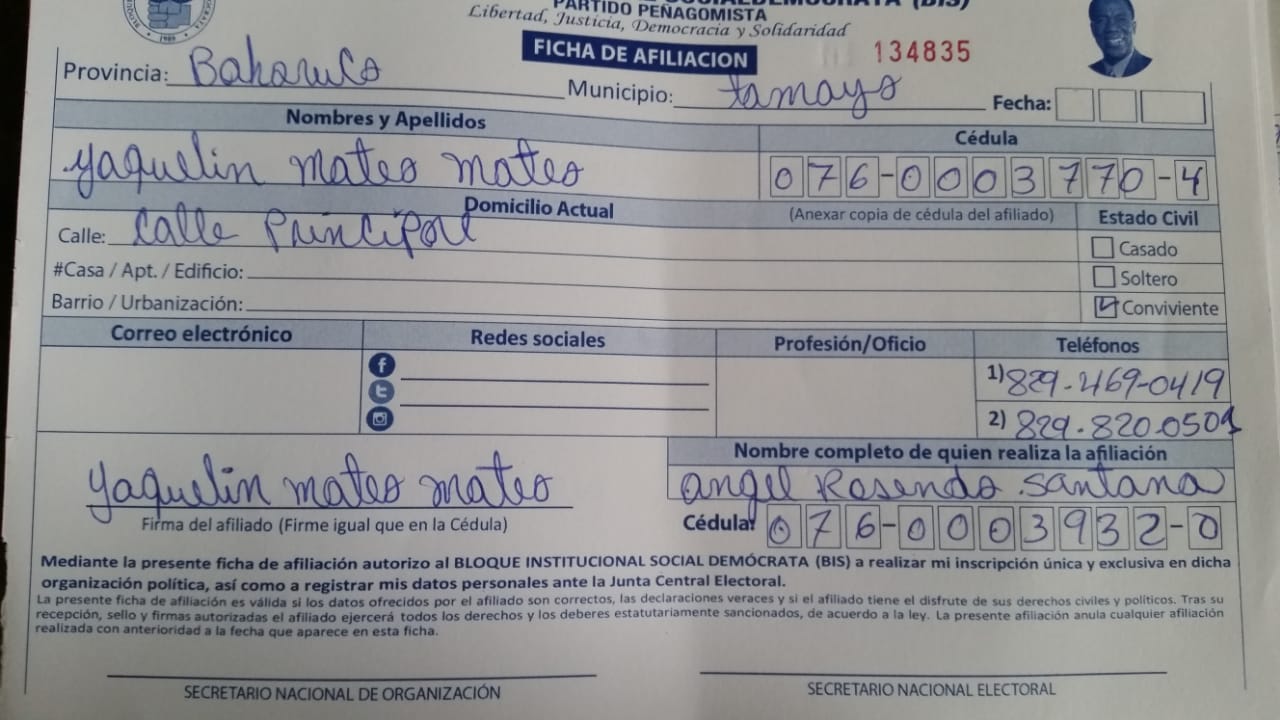 SOCIALDEMOCRATA (BIS)
PARTIDO PEÑAGOMISTA
Libertad, Justicia, Democracia y Solidaridad
FICHA DE AFILIACION
134835
Provincia: Bahoruco
Municipio: tamayo
Fecha:
Nombres y Apellidos
Cédula
yaquelin mateo mateo
076-0003770-4
Domicilio Actual
(Anexar copia de cédula del afiliado)
Estado Civil
Calle: Calle Principal
Casado
#Casa / Apt. / Edificio:
Soltero
Barrio / Urbanización:
Conviviente
Correo electrónico
Redes sociales
Profesión/Oficio
Teléfonos
1) 829-469-0419
2) 829-820-0501
Nombre completo de quien realiza la afiliación
yaquelin mateo mateo
angel Rosendo Santana
Firma del afiliado (Firme igual que en la Cédula)
Cédula: 076-0003932-0
Mediante la presente ficha de afiliación autorizo al BLOQUE INSTITUCIONAL SOCIAL DEMÓCRATA (BIS) a realizar mi inscripción única y exclusiva en dicha
organización política, así como a registrar mis datos personales ante la Junta Central Electoral.
La presente ficha de afiliación es válida si los datos ofrecidos por el afiliado son correctos, las declaraciones veraces y si el afiliado tiene el disfrute de sus derechos civiles y políticos. Tras su
recepción, sello y firmas autorizadas el afiliado ejercerá todos los derechos y los deberes estatutariamente sancionados, de acuerdo a la ley. La presente afiliación anula cualquier afiliación
realizada con anterioridad a la fecha que aparece en esta ficha.
SECRETARIO NACIONAL DE ORGANIZACIÓN
SECRETARIO NACIONAL ELECTORAL